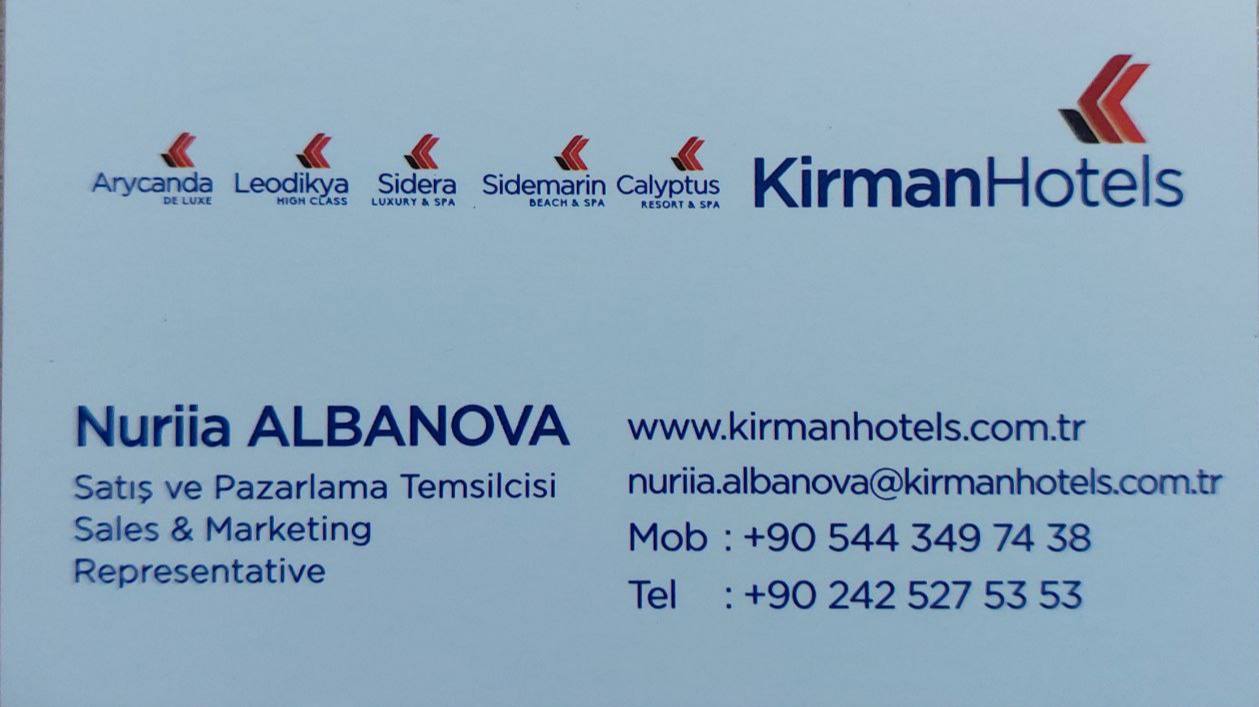 Arycanda
DE LUXE
Leodikya
HIGH CLASS
Sidera
LUXURY & SPA
Sidemarin
BEACH & SPA
Calyptus
RESORT & SPA
KirmanHotels
Nuriia ALBANOVA
Satış ve Pazarlama Temsilcisi
Sales & Marketing
Representative
www.kirmanhotels.com.tr
nuriia.albanova@kirmanhotels.com.tr
Mob : +90 544 349 74 38
Tel : +90 242 527 53 53